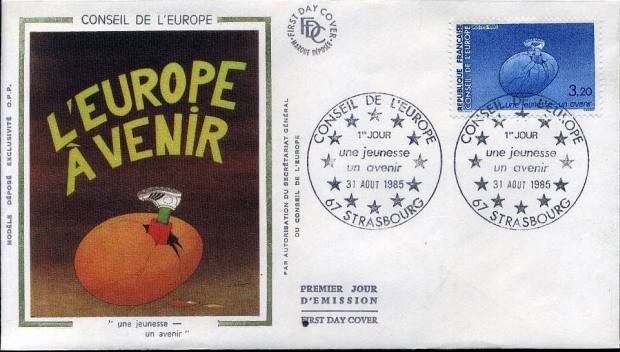 CONSEIL DE L'EUROPE
L'EUROPE
À VENIR
" une jeunesse —
un avenir "
MODÈLE DÉPOSÉ EXCLUSIVITÉ O.P.P.
PAR AUTORISATION DU SECRÉTARIAT GÉNÉRAL
DU CONSEIL DE L'EUROPE
FIRST DAY COVER
FDC
MARQUE DÉPOSÉE
REPUBLIQUE FRANÇAISE
CONSEIL DE L'EUROPE
3,20
une jeunesse un avenir
CONSEIL DE L'EUROPE
1er JOUR
une jeunesse
un avenir
31 AOUT 1985
67 STRASBOURG
CONSEIL DE L'EUROPE
1er JOUR
une jeunesse
un avenir
31 AOUT 1985
67 STRASBOURG
PREMIER JOUR
D'EMISSION
FIRST DAY COVER